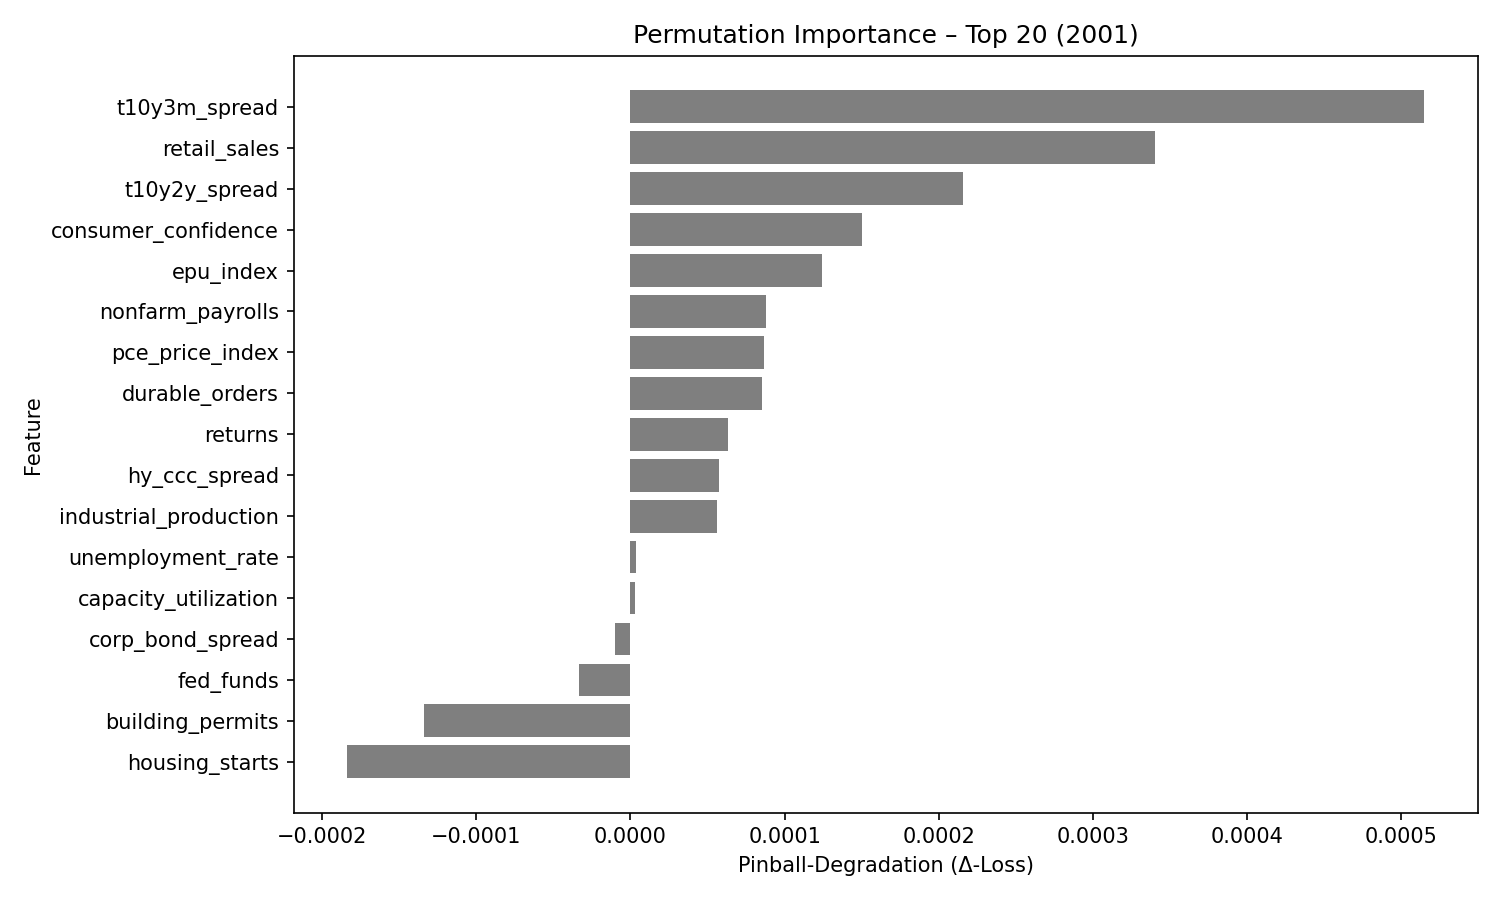 Permutation Importance – Top 20 (2001)
t10y3m_spread
retail_sales
t10y2y_spread
consumer_confidence
epu_index
nonfarm_payrolls
pce_price_index
durable_orders
returns
hy_ccc_spread
industrial_production
unemployment_rate
capacity_utilization
corp_bond_spread
fed_funds
building_permits
housing_starts
Feature
−0.0002 −0.0001 0.0000 0.0001 0.0002 0.0003 0.0004 0.0005
Pinball-Degradation (Δ-Loss)